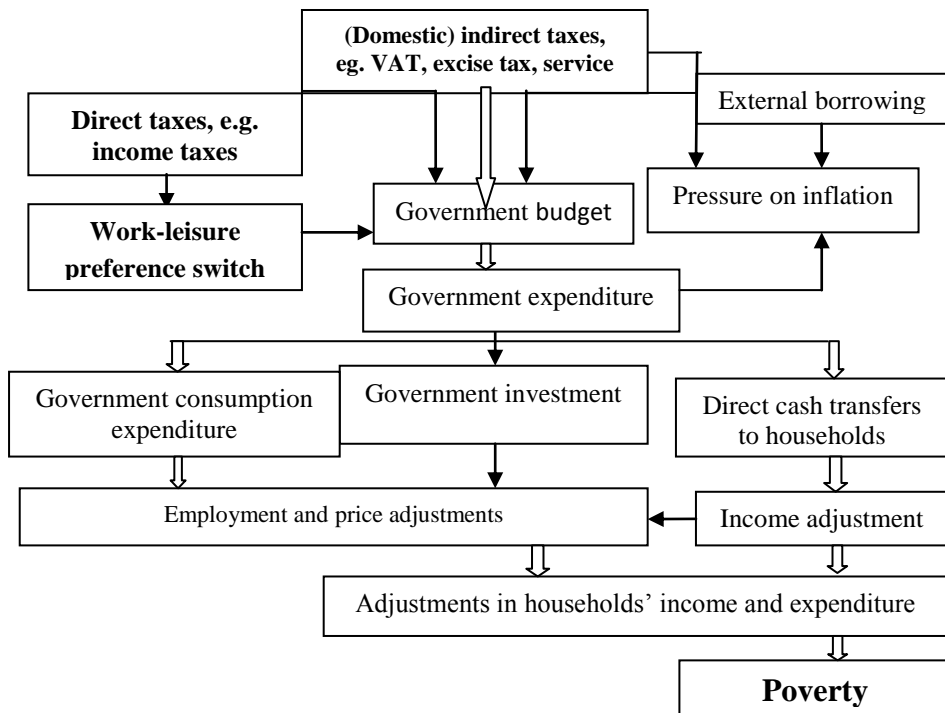 (Domestic) indirect taxes,
eg. VAT, excise tax, service
External borrowing
Direct taxes, e.g.
income taxes
Pressure on inflation
Government budget
Work-leisure
preference switch
Government expenditure
Government consumption
expenditure
Government investment
Direct cash transfers
to households
Employment and price adjustments
Income adjustment
Adjustments in households’ income and expenditure
Poverty